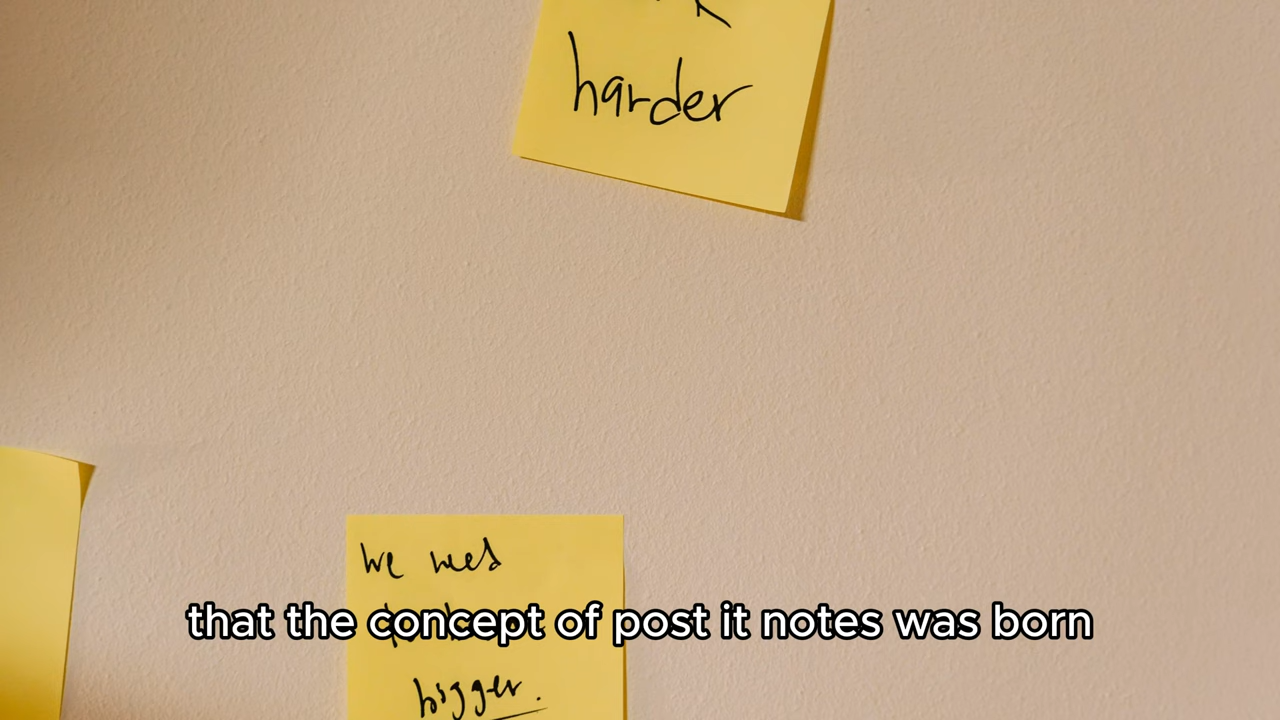 harder
we need
bigger.
that the concept of post it notes was born